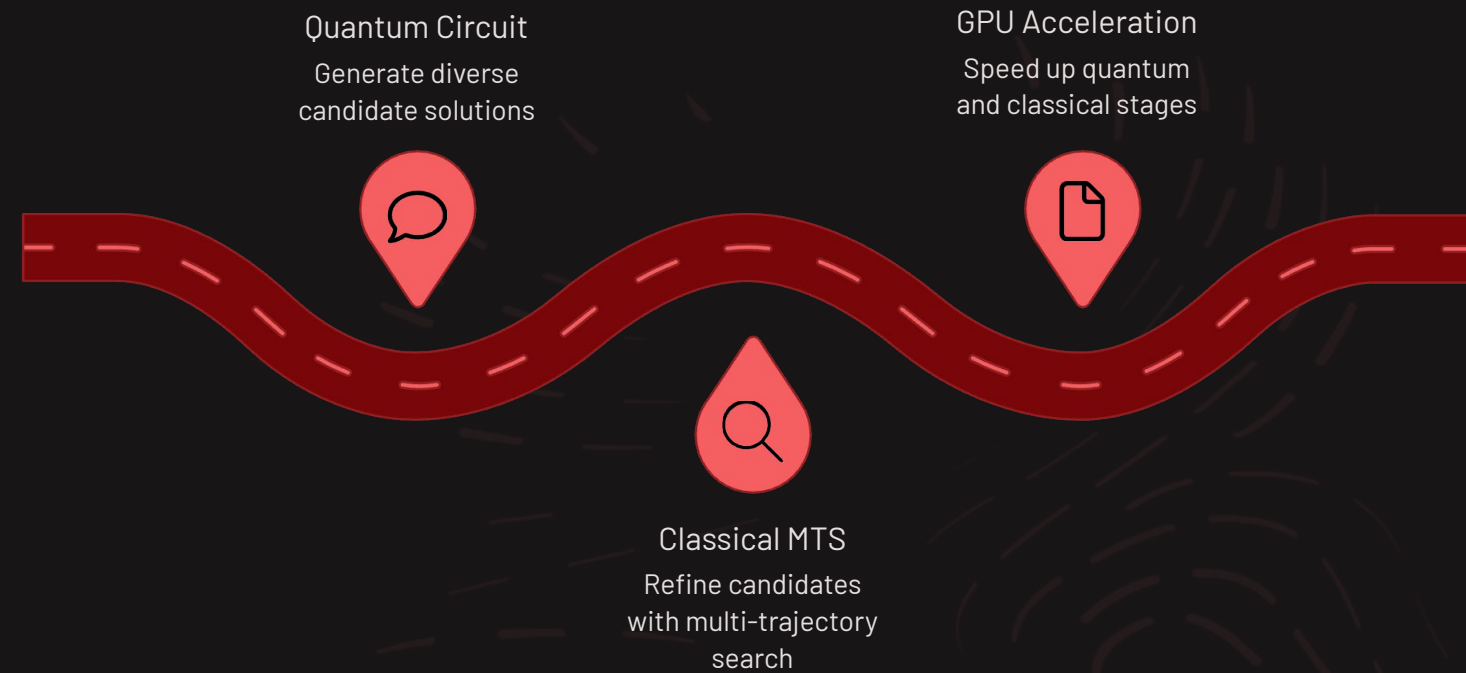 Quantum Circuit
Generate diverse
candidate solutions
Classical MTS
Refine candidates
with multi-trajectory
search
GPU Acceleration
Speed up quantum
and classical stages